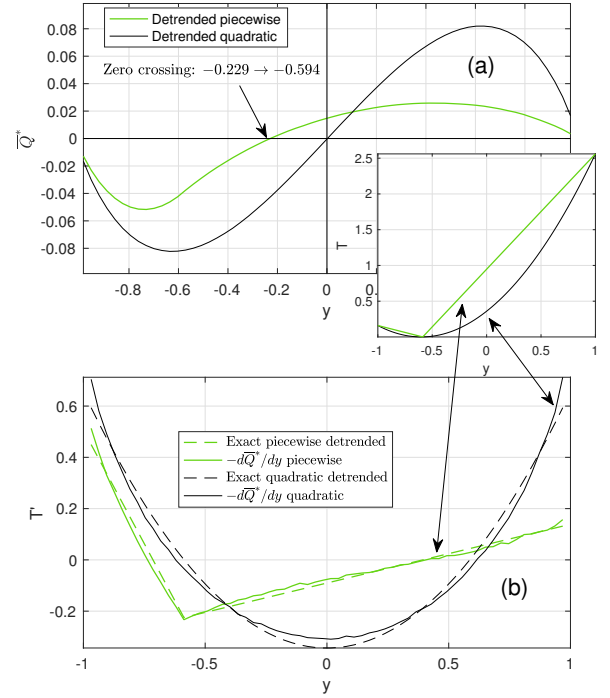 Detrended piecewise
Detrended quadratic
(a)
Zero crossing: −0.229 → −0.594
0.08
0.06
0.04
0.02
0
-0.02
-0.04
-0.06
-0.08
Q̅*
-0.8 -0.6 -0.4 -0.2 0 0
y
2.5
2
1.5
1
0.5
T
-1 -0.5 0 0.5 1
y
0.6
0.4
0.2
0
-0.2
T'
Exact piecewise detrended
−dQ̅*/dy piecewise
Exact quadratic detrended
−dQ̅*/dy quadratic
(b)
-1 -0.5 0 0.5 1
y